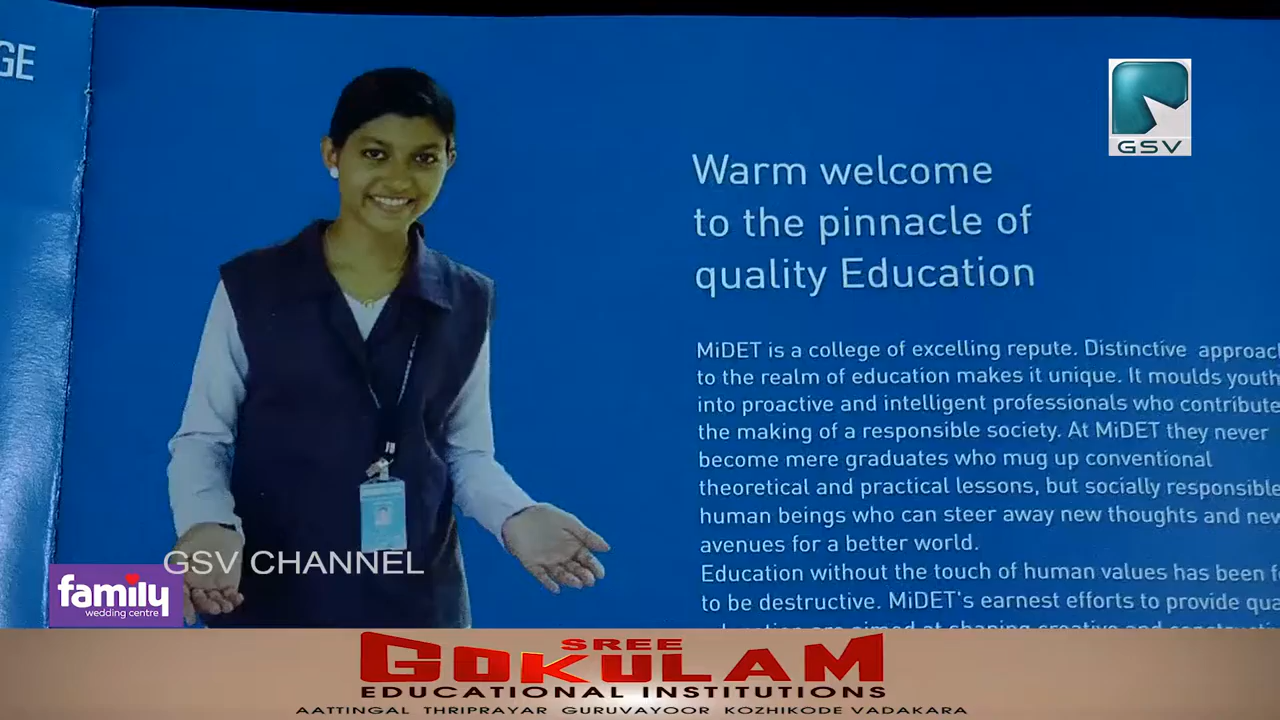 GE
GSV
Warm welcome
to the pinnacle of
quality Education
MiDET is a college of excelling repute. Distinctive approac
to the realm of education makes it unique. It moulds youth
into proactive and intelligent professionals who contribute
the making of a responsible society. At MiDET they never
become mere graduates who mug up conventional
theoretical and practical lessons, but socially responsible
human beings who can steer away new thoughts and new
avenues for a better world.
Education without the touch of human values has been f
to be destructive. MiDET's earnest efforts to provide qua
GSV CHANNEL
family
wedding centre
SREE
GOKULAM
EDUCATIONAL INSTITUTIONS
AATTINGAL THRIPRAYAR GURUVAYOOR KOZHIKODE VADAKARA